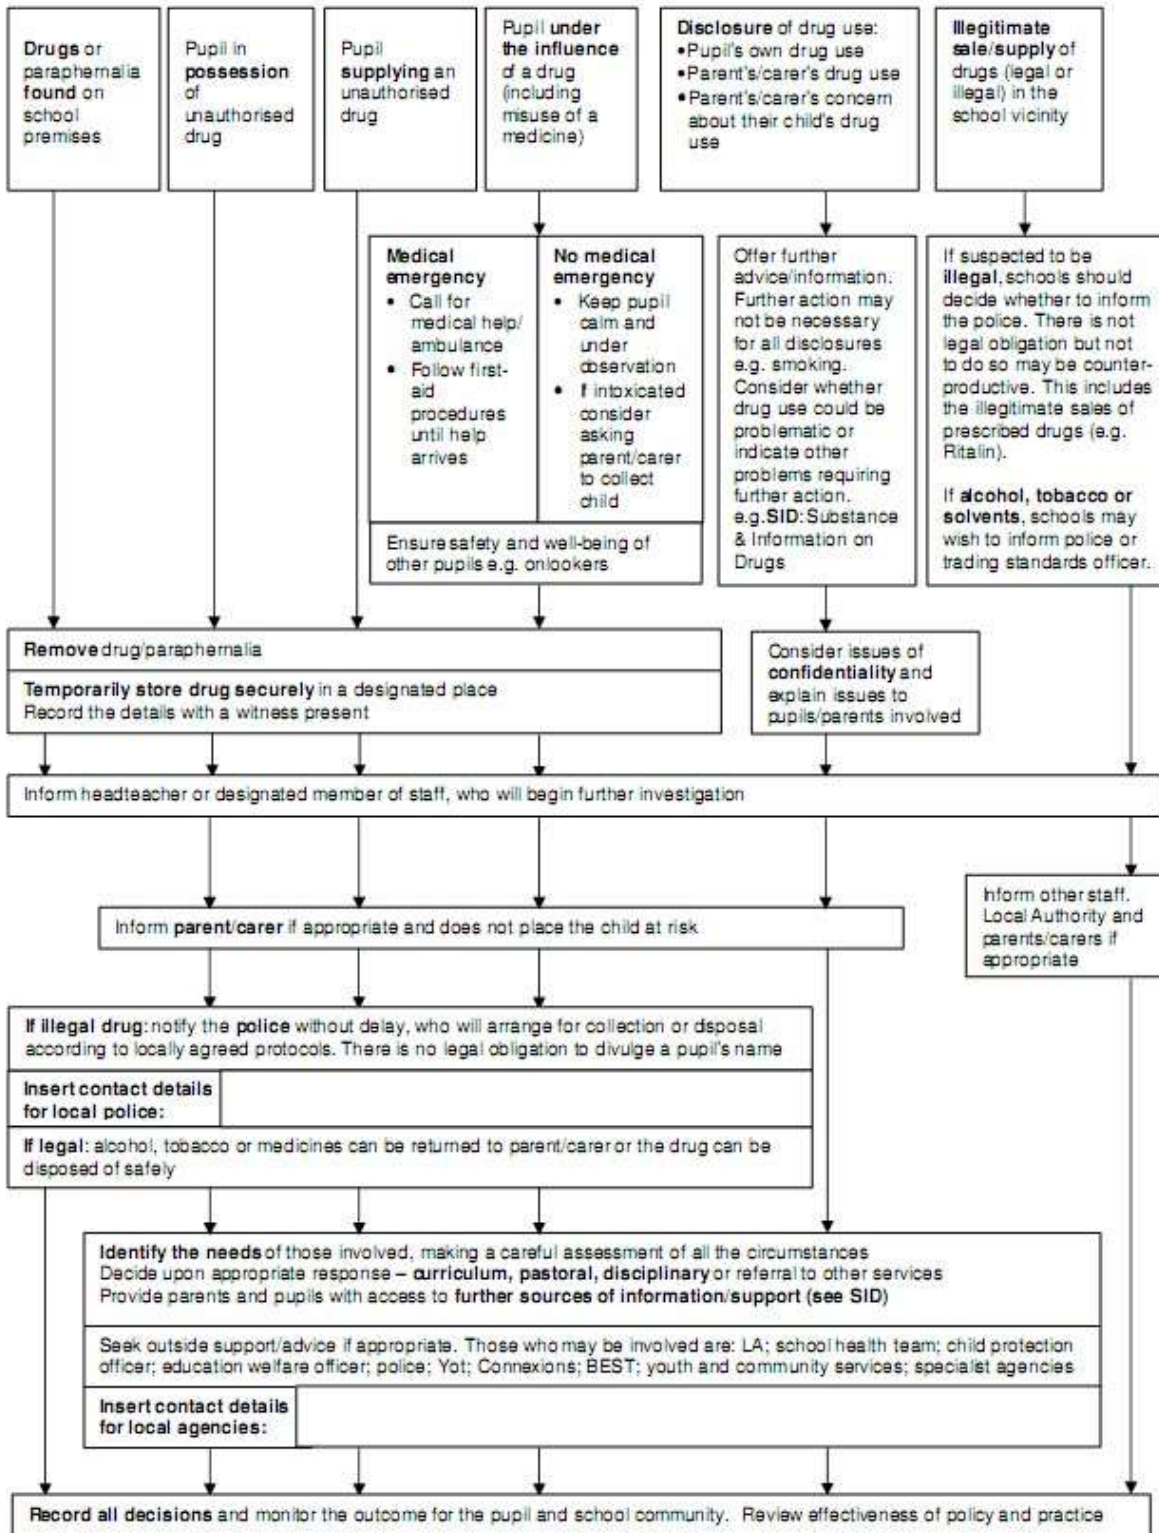 Drugs or
paraphernalia
found on
school
premises
Pupil in
possession
of
unauthorised
drug
Pupil
supplying an
unauthorised
drug
Pupil under
the influence
of a drug
(including
misuse of a
medicine)
Disclosure of drug use:
•Pupil's own drug use
•Parent's/carer's drug use
•Parent's/carer's concern
about their child's drug
use
Illegitimate
sale/supply of
drugs (legal or
illegal) in the
school vicinity
Medical
emergency
• Call for
medical help/
ambulance
• Follow first-
aid
procedures
until help
arrives
No medical
emergency
• Keep pupil
calm and
under
observation
• If intoxicated
consider
asking
parent/carer
to collect
child
Ensure safety and well-being of
other pupils e.g. onlookers
Offer further
advice/information.
Further action may
not be necessary
for all disclosures
e.g. smoking.
Consider whether
drug use could be
problematic or
indicate other
problems requiring
further action.
e.g.SID: Substance
& Information on
Drugs
If suspected to be
illegal, schools should
decide whether to inform
the police. There is not
legal obligation but not
to do so may be counter-
productive. This includes
the illegitimate sales of
prescribed drugs (e.g.
Ritalin).
If alcohol, tobacco or
solvents, schools may
wish to inform police or
trading standards officer.
Remove drug/paraphernalia
Temporarily store drug securely in a designated place
Record the details with a witness present
Consider issues of
confidentiality and
explain issues to
pupils/parents involved
Inform headteacher or designated member of staff, who will begin further investigation
Inform parent/carer if appropriate and does not place the child at risk
Inform other staff.
Local Authority and
parents/carers if
appropriate
If illegal drug: notify the police without delay, who will arrange for collection or disposal
according to locally agreed protocols. There is no legal obligation to divulge a pupil's name
Insert contact details
for local police:
If legal: alcohol, tobacco or medicines can be returned to parent/carer or the drug can be
disposed of safely
Identify the needs of those involved, making a careful assessment of all the circumstances
Decide upon appropriate response – curriculum, pastoral, disciplinary or referral to other services
Provide parents and pupils with access to further sources of information/support (see SID)
Seek outside support/advice if appropriate. Those who may be involved are: LA; school health team; child protection
officer; education welfare officer; police; Yot; Connexions; BEST; youth and community services; specialist agencies
Insert contact details
for local agencies:
Record all decisions and monitor the outcome for the pupil and school community. Review effectiveness of policy and practice